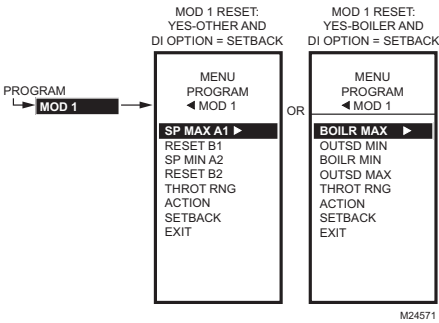 MOD 1 RESET:
YES-OTHER AND
DI OPTION = SETBACK
MOD 1 RESET:
YES-BOILER AND
DI OPTION = SETBACK
PROGRAM
MOD 1
MENU
PROGRAM
◄ MOD 1
SP MAX A1 ►
RESET B1
SP MIN A2
RESET B2
THROT RNG
ACTION
SETBACK
EXIT
OR
MENU
PROGRAM
◄ MOD 1
BOILR MAX ►
OUTSD MIN
BOILR MIN
OUTSD MAX
THROT RNG
ACTION
SETBACK
EXIT
M24571